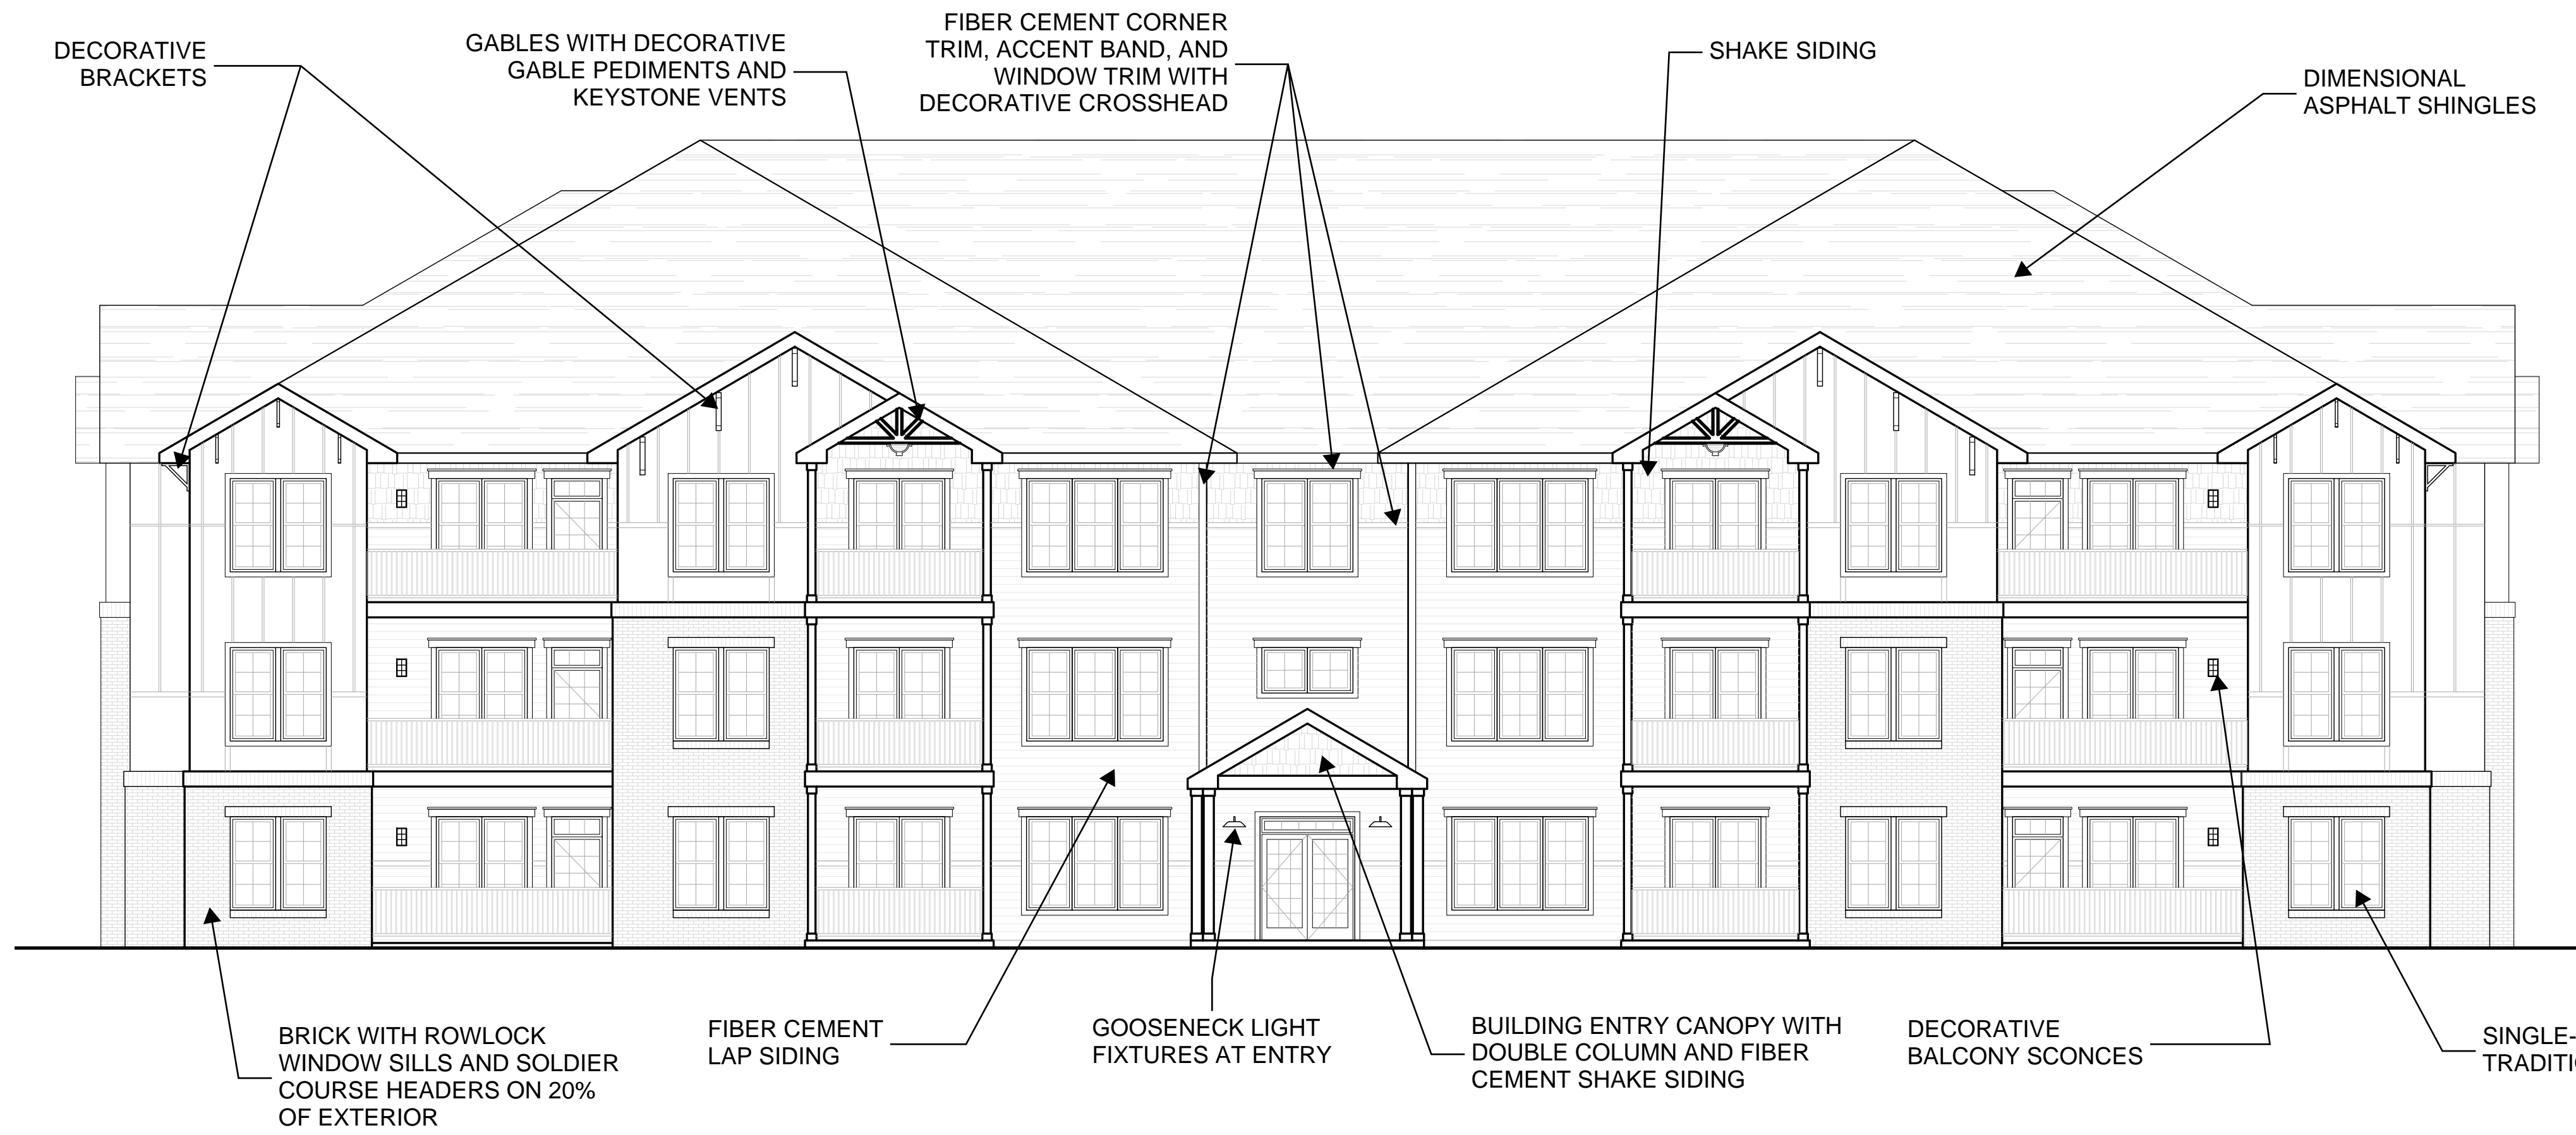 DECORATIVE
BRACKETS
GABLES WITH DECORATIVE
GABLE PEDIMENTS AND
KEYSTONE VENTS
FIBER CEMENT CORNER
TRIM, ACCENT BAND, AND
WINDOW TRIM WITH
DECORATIVE CROSSHEAD
SHAKE SIDING
DIMENSIONAL
ASPHALT SHINGLES
BRICK WITH ROWLOCK
WINDOW SILLS AND SOLDIER
COURSE HEADERS ON 20%
OF EXTERIOR
FIBER CEMENT
LAP SIDING
GOOSENECK LIGHT
FIXTURES AT ENTRY
BUILDING ENTRY CANOPY WITH
DOUBLE COLUMN AND FIBER
CEMENT SHAKE SIDING
DECORATIVE
BALCONY SCONCES
SINGLE-